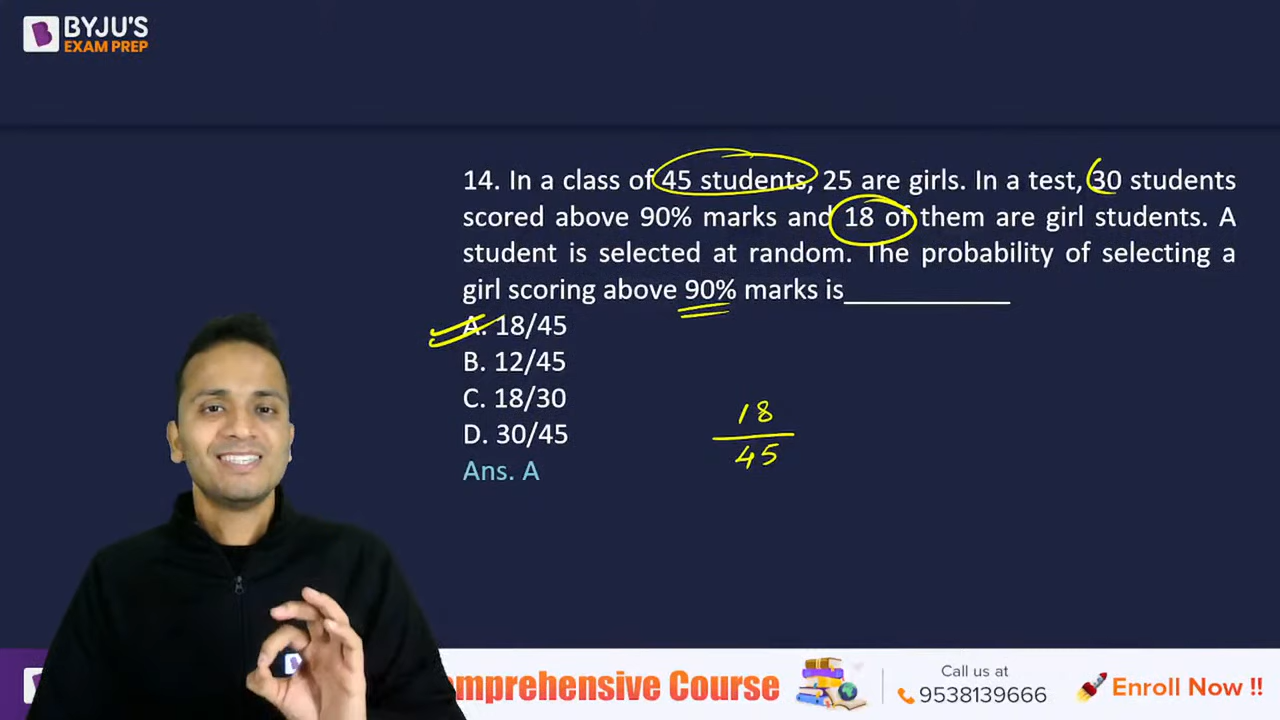 BYJU'S
EXAM PREP
14. In a class of 45 students, 25 are girls. In a test, 30 students
scored above 90% marks and 18 of them are girl students. A
student is selected at random. The probability of selecting a
girl scoring above 90% marks is____________
A. 18/45
B. 12/45
C. 18/30
D. 30/45
Ans. A
18
45
mprehensive Course
Call us at
9538139666
Enroll Now !!